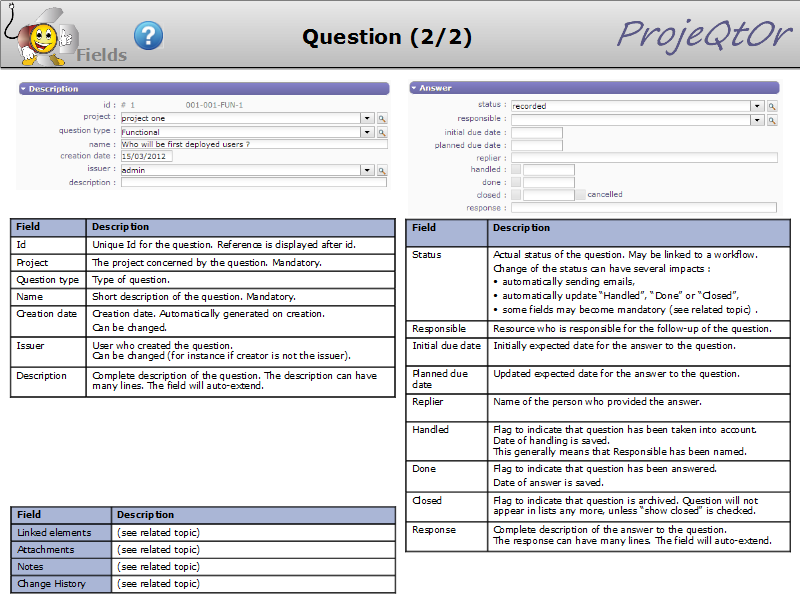 Fields
?
Question (2/2)
ProjeQtOr
Description
id : # 1 001-001-FUN-1
project : project one
question type : Functional
name : Who will be first deployed users ?
creation date : 15/03/2012
issuer : admin
description :
Answer
status : recorded
responsible :
initial due date :
planned due date :
replier :
handled :
done :
closed : cancelled
response :
Field Description
Id Unique Id for the question. Reference is displayed after id.
Project The project concerned by the question. Mandatory.
Question type Type of question.
Name Short description of the question. Mandatory.
Creation date Creation date. Automatically generated on creation.
Can be changed.
Issuer User who created the question.
Can be changed (for instance if creator is not the issuer).
Description Complete description of the question. The description can have
many lines. The field will auto-extend.
Field Description
Linked elements (see related topic)
Attachments (see related topic)
Notes (see related topic)
Change History (see related topic)
Field Description
Status Actual status of the question. May be linked to a workflow.
Change of the status can have several impacts :
• automatically sending emails,
• automatically update “Handled”, “Done” or “Closed”,
• some fields may become mandatory (see related topic) .
Responsible Resource who is responsible for the follow-up of the question.
Initial due date Initially expected date for the answer to the question.
Planned due Updated expected date for the answer to the question.
date
Replier Name of the person who provided the answer.
Handled Flag to indicate that question has been taken into account.
Date of handling is saved.
This generally means that Responsible has been named.
Done Flag to indicate that question has been answered.
Date of answer is saved.
Closed Flag to indicate that question is archived. Question will not
appear in lists any more, unless “show closed” is checked.
Response Complete description of the answer to the question.
The response can have many lines. The field will auto-extend.